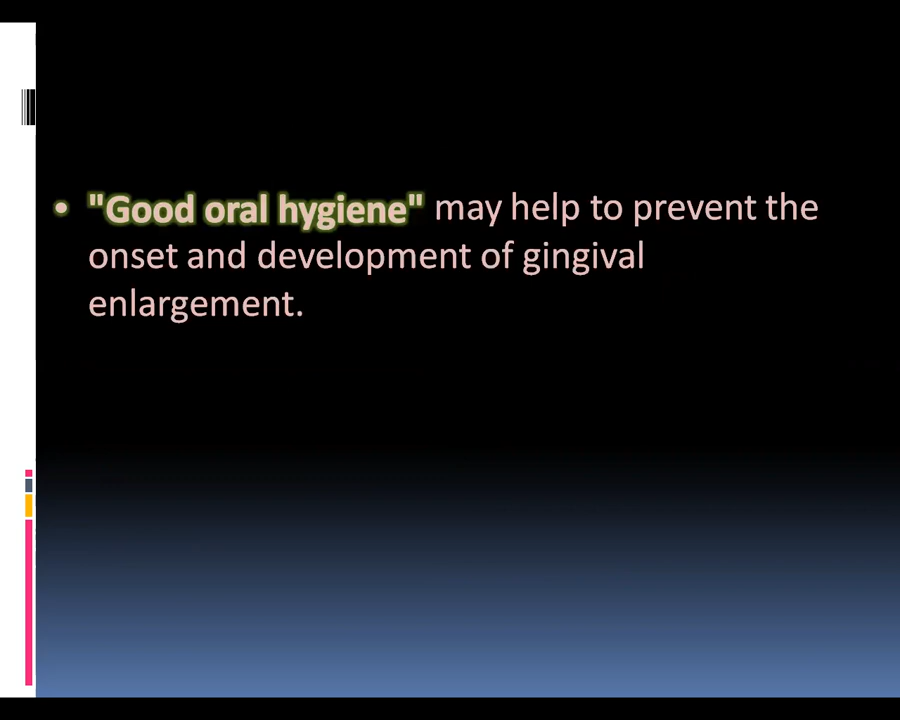 • "Good oral hygiene" may help to prevent the
onset and development of gingival
enlargement.